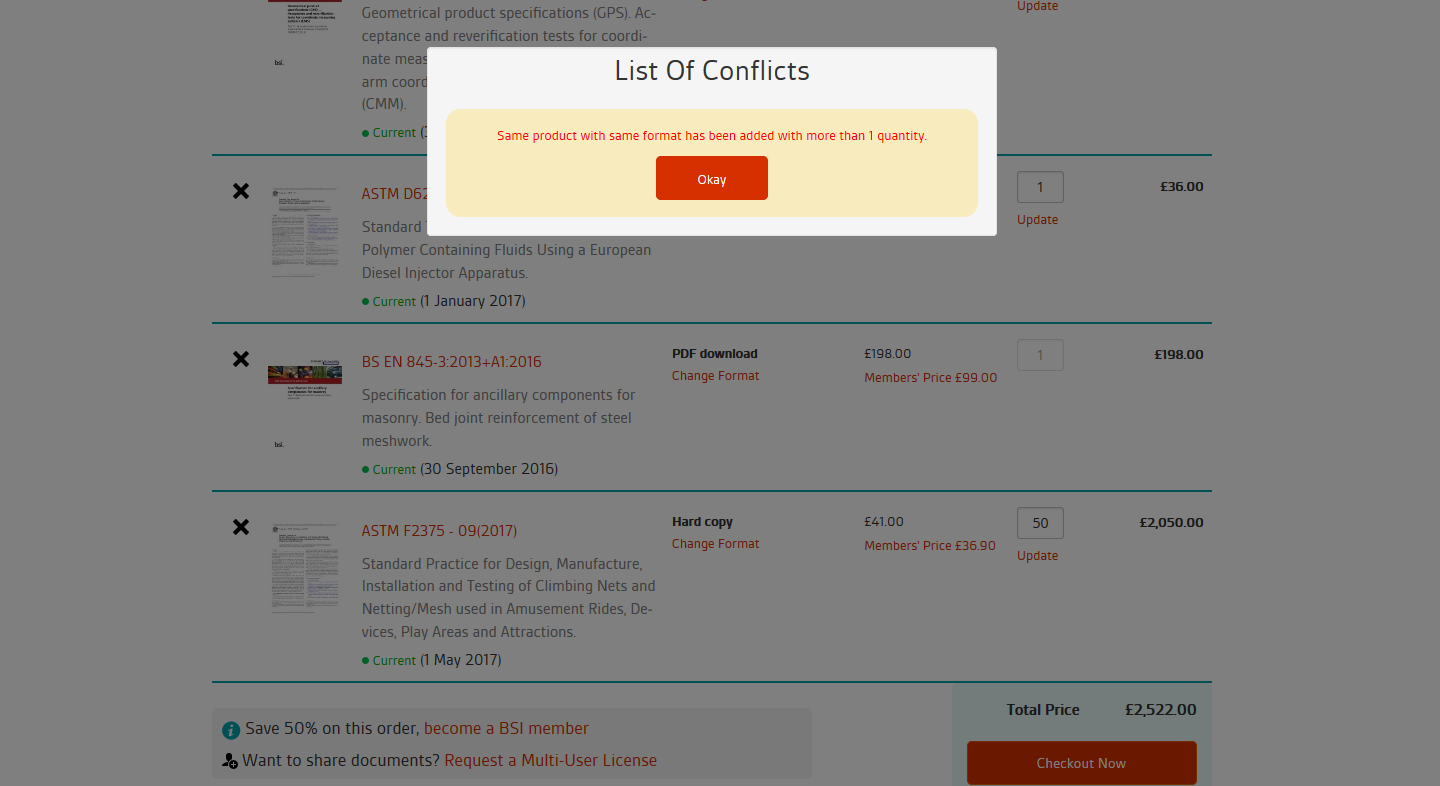 Geometrical product specifications (GPS). Ac-
ceptance and reverification tests for coordi-
nate meas
arm coord
(CMM).
Current
Update
bsi.
List Of Conflicts
Same product with same format has been added with more than 1 quantity.
Okay
ASTM D62
Standard
Polymer Containing Fluids Using a European
Diesel Injector Apparatus.
Current (1 January 2017)
1
Update
£36.00
BS EN 845-3:2013+A1:2016
Specification for ancillary components for
masonry. Bed joint reinforcement of steel
meshwork.
Current (30 September 2016)
bsi.
PDF download
Change Format
£198.00
Members' Price £99.00
1
£198.00
ASTM F2375 - 09(2017)
Standard Practice for Design, Manufacture,
Installation and Testing of Climbing Nets and
Netting/Mesh used in Amusement Rides, De-
vices, Play Areas and Attractions.
Current (1 May 2017)
Hard copy
Change Format
£41.00
Members' Price £36.90
50
Update
£2,050.00
Save 50% on this order, become a BSI member
Want to share documents? Request a Multi-User License
Total Price £2,522.00
Checkout Now